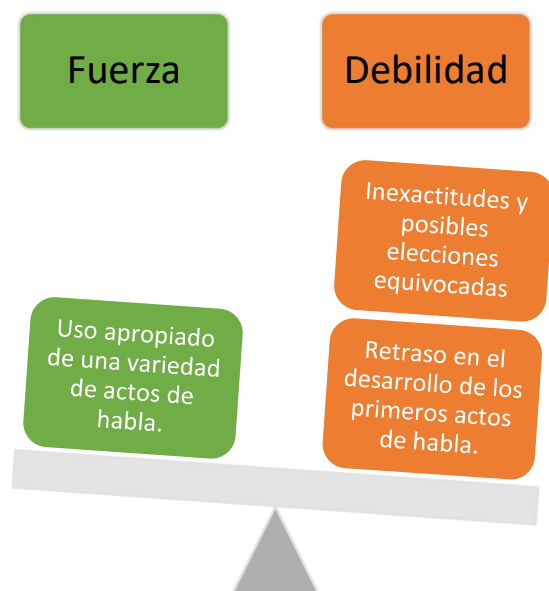 Fuerza
Debilidad
Inexactitudes y
posibles
elecciones
equivocadas
Uso apropiado
de una variedad
de actos de
habla.
Retraso en el
desarrollo de los
primeros actos
de habla.